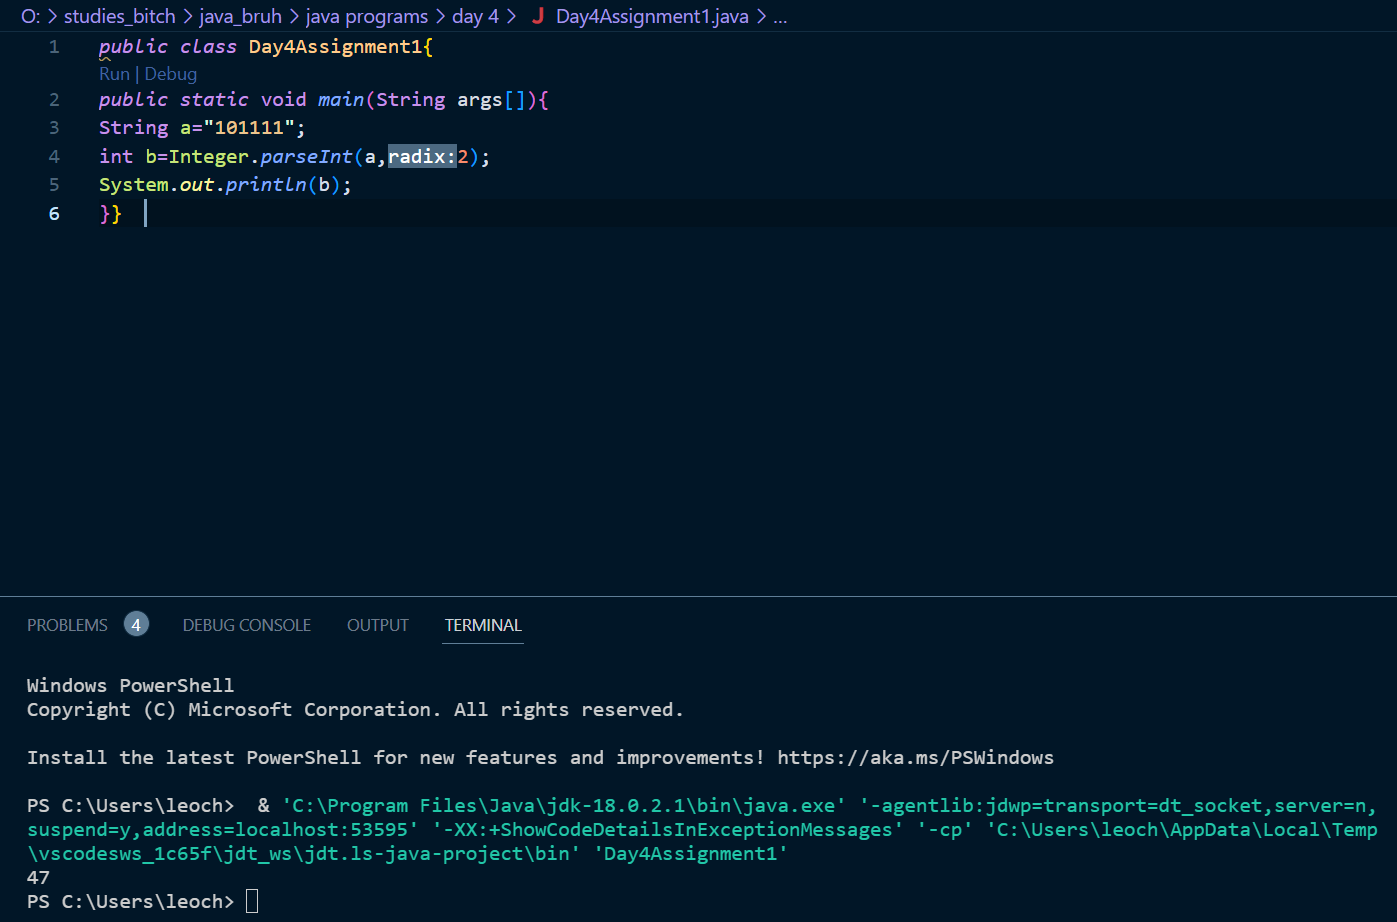 O: > studies_bitch > java_bruh > java programs > day 4 > J Day4Assignment1.java > ...
1 public class Day4Assignment1{
Run | Debug
2 public static void main(String args[]){
3 String a="101111";
4 int b=Integer.parseInt(a,radix:2);
5 System.out.println(b);
6 }}
PROBLEMS 4 DEBUG CONSOLE OUTPUT TERMINAL
Windows PowerShell
Copyright (C) Microsoft Corporation. All rights reserved.
Install the latest PowerShell for new features and improvements! https://aka.ms/PSWindows
PS C:\Users\leoch>  & 'C:\Program Files\Java\jdk-18.0.2.1\bin\java.exe' '-agentlib:jdwp=transport=dt_socket,server=n,
suspend=y,address=localhost:53595' '-XX:+ShowCodeDetailsInExceptionMessages' '-cp' 'C:\Users\leoch\AppData\Local\Temp
\vscodesws_1c65f\jdt_ws\jdt.ls-java-project\bin' 'Day4Assignment1'
47
PS C:\Users\leoch>